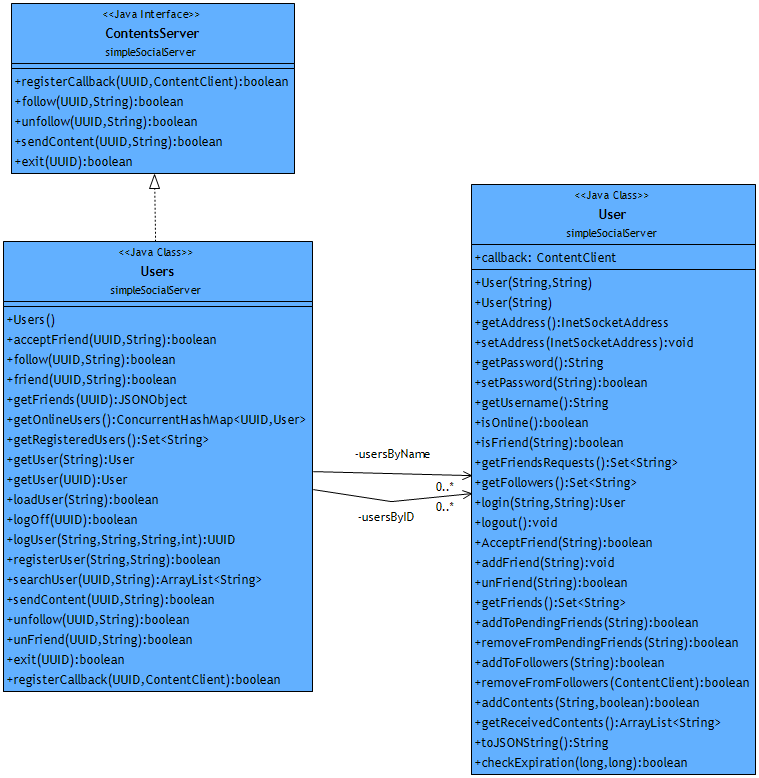 <<Java Interface>>
ContentsServer
simpleSocialServer
+registerCallback(UUID,ContentClient):boolean
+follow(UUID,String):boolean
+unfollow(UUID,String):boolean
+sendContent(UUID,String):boolean
+exit(UUID):boolean
<<Java Class>>
Users
simpleSocialServer
+Users()
+acceptFriend(UUID,String):boolean
+follow(UUID,String):boolean
+friend(UUID,String):boolean
+getFriends(UUID):JSONObject
+getOnlineUsers():ConcurrentHashMap<UUID,User>
+getRegisteredUsers():Set<String>
+getUser(String):User
+getUser(UUID):User
+loadUser(String):boolean
+logOff(UUID):boolean
+logUser(String,String,String,int):UUID
+registerUser(String,String):boolean
+searchUser(UUID,String):ArrayList<String>
+sendContent(UUID,String):boolean
+unfollow(UUID,String):boolean
+unFriend(UUID,String):boolean
+exit(UUID):boolean
+registerCallback(UUID,ContentClient):boolean
-usersByName
0..*
0..*
-usersByID
<<Java Class>>
User
simpleSocialServer
+callback: ContentClient
+User(String,String)
+User(String)
+getAddress():InetSocketAddress
+setAddress(InetSocketAddress):void
+getPassword():String
+setPassword(String):boolean
+getUsername():String
+isOnline():boolean
+isFriend(String):boolean
+getFriendsRequests():Set<String>
+getFollowers():Set<String>
+login(String,String):User
+logout():void
+AcceptFriend(String):boolean
+addFriend(String):void
+unFriend(String):boolean
+getFriends():Set<String>
+addToPendingFriends(String):boolean
+removeFromPendingFriends(String):boolean
+addToFollowers(String):boolean
+removeFromFollowers(ContentClient):boolean
+addContents(String,boolean):boolean
+getReceivedContents():ArrayList<String>
+toJSONString():String
+checkExpiration(long,long):boolean